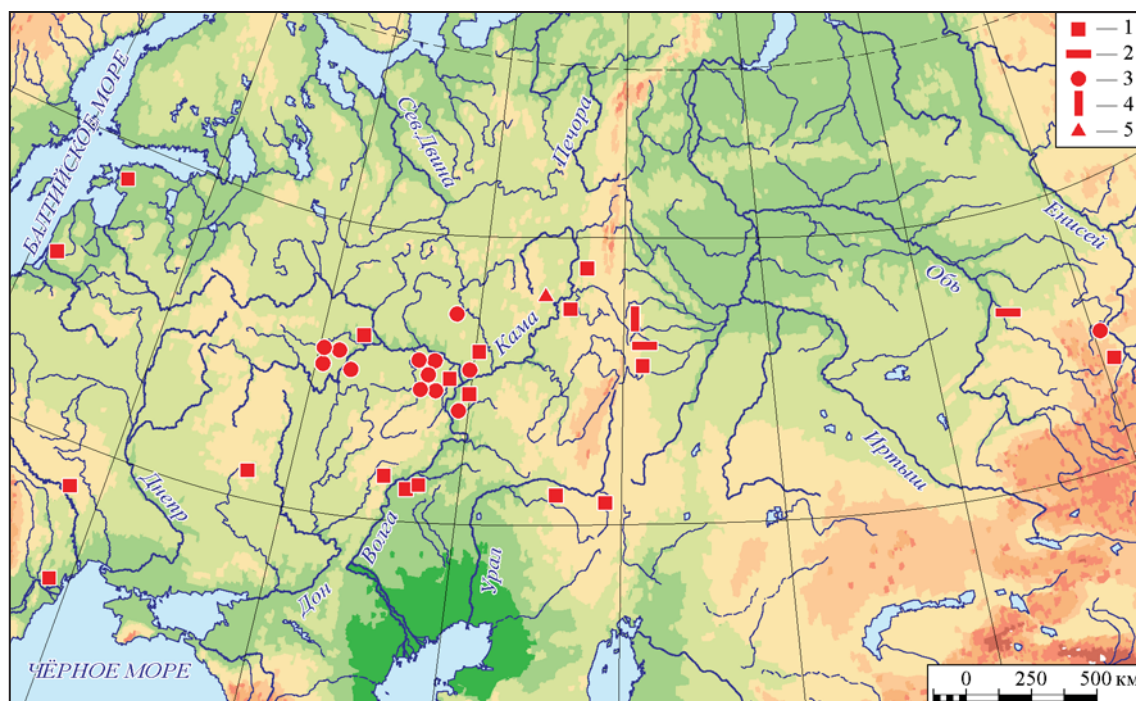 — 1
— 2
— 3
— 4
— 5
БАЛТИЙСКОЕ МОРЕ
Сев.Двина
Печора
Енисей
Обь
Кама
Иртыш
Днепр
Волга
Урал
Дон
ЧЁРНОЕ МОРЕ
0 250 500 км